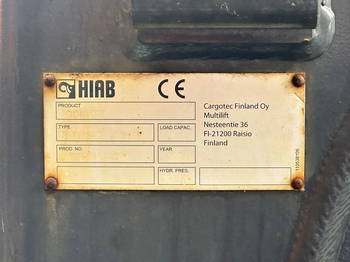 HIAB CE
PRODUCT
TYPE
LOAD CAPAC.
PROD. NO.
YEAR
HYDR. PRES.
Cargotec Finland Oy
Multilift
Nesteentie 36
FI-21200 Raisio
Finland